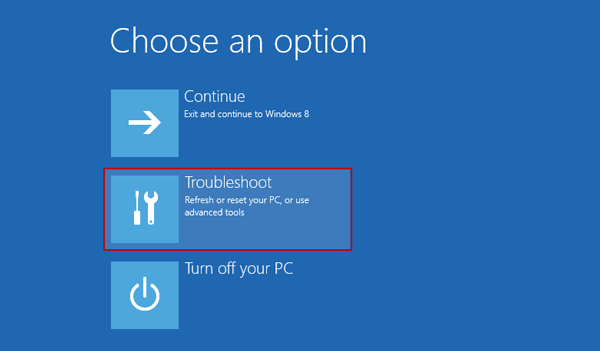 Choose an option
Continue
Exit and continue to Windows 8
Troubleshoot
Refresh or reset your PC, or use
advanced tools
Turn off your PC